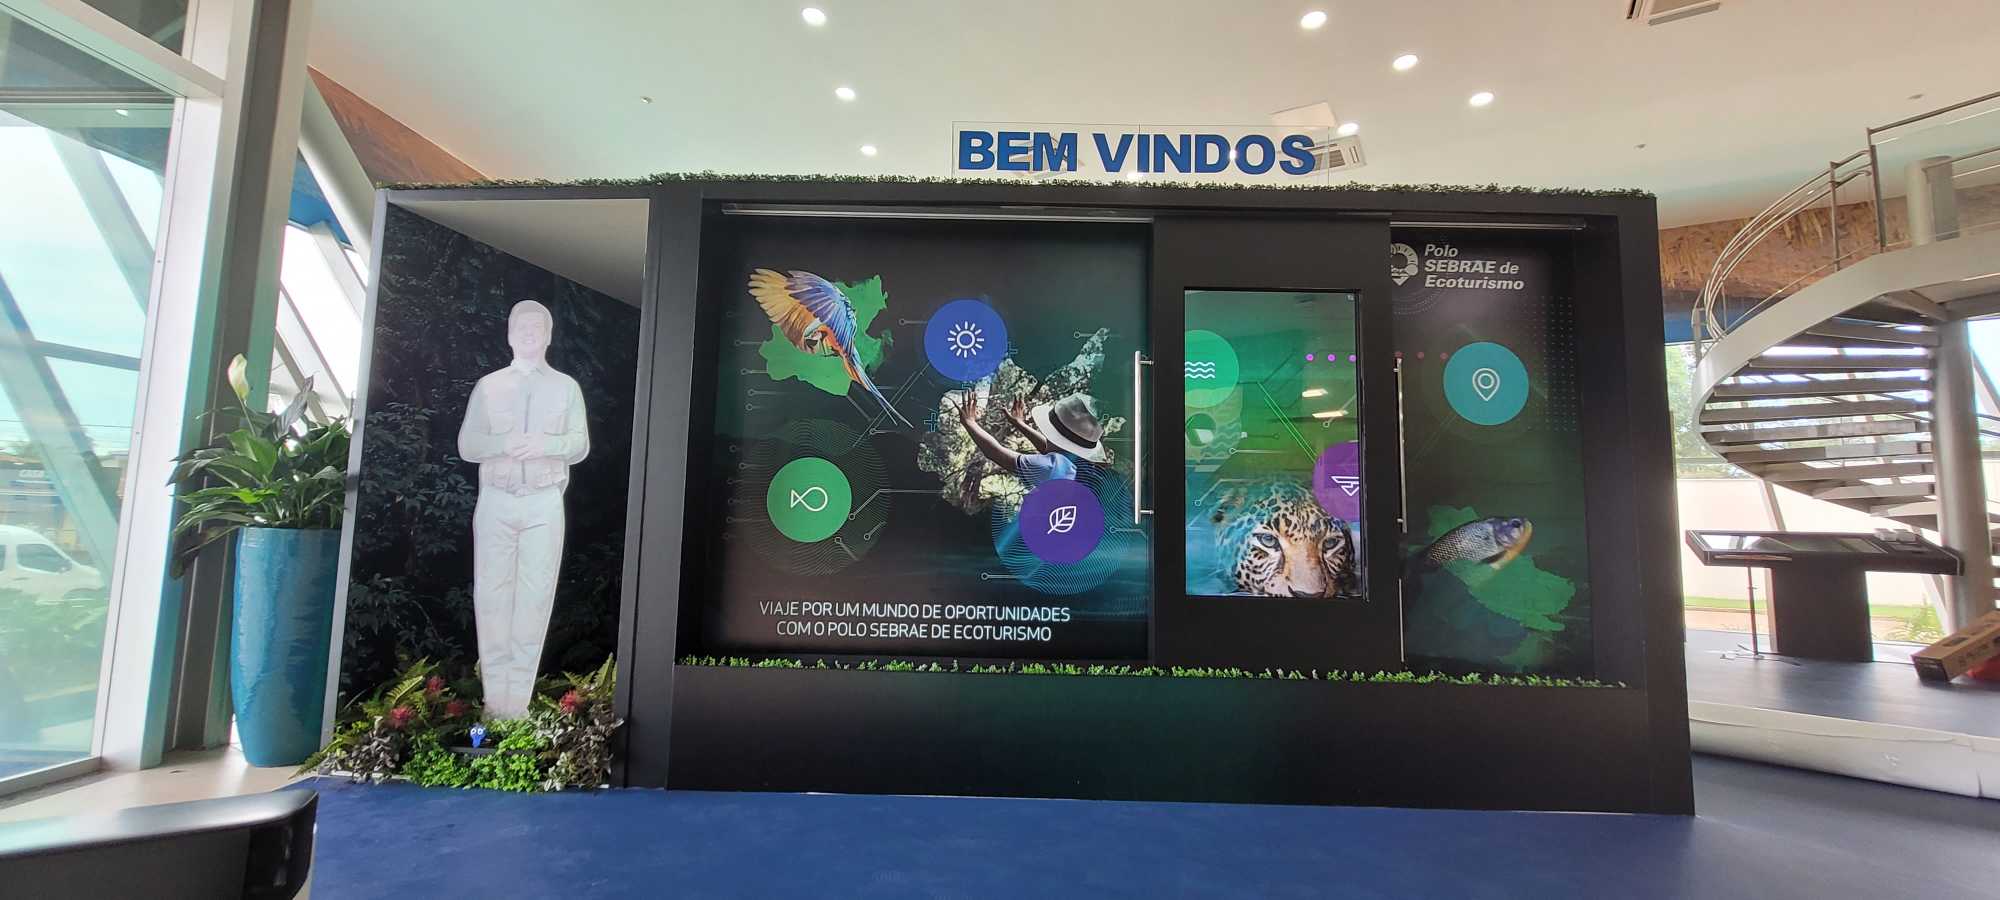 BEM VINDOS
Polo
SEBRAE de
Ecoturismo
VIAJE POR UM MUNDO DE OPORTUNIDADES
COM O POLO SEBRAE DE ECOTURISMO